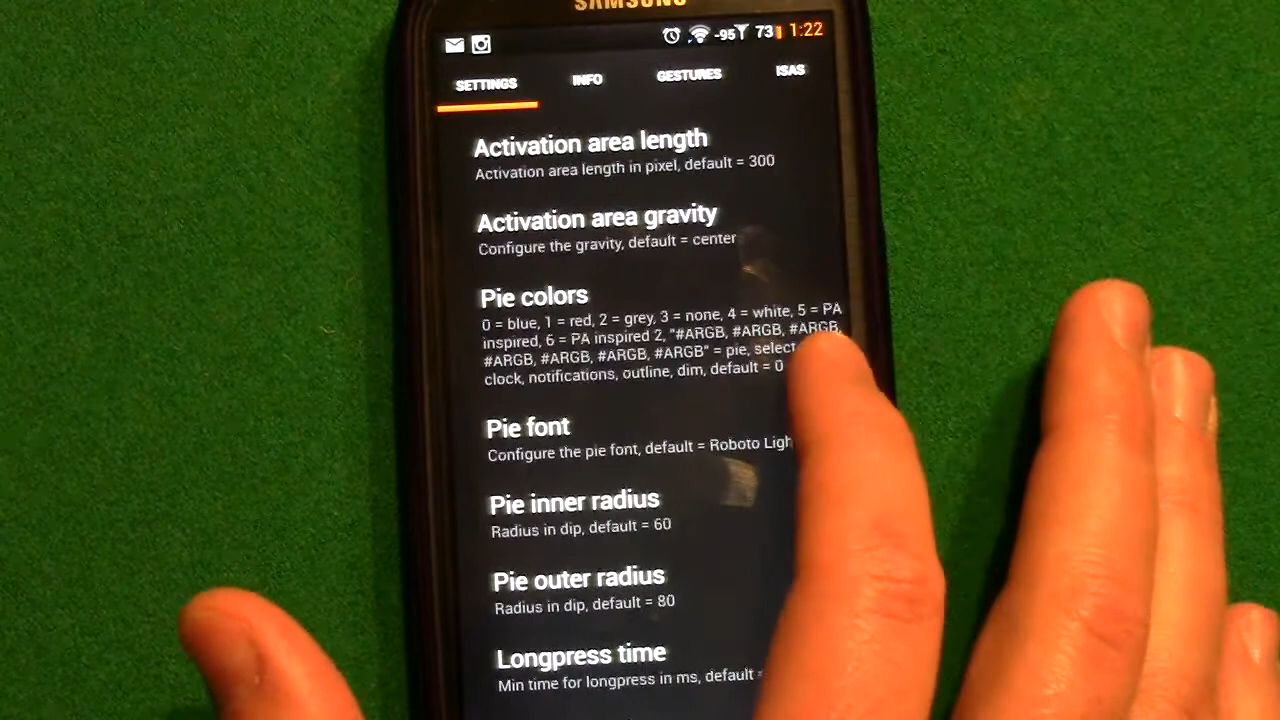 SAMSUNG
-95 73 1:22
SETTINGS INFO GESTURES ISAS
Activation area length
Activation area length in pixel, default = 300
Activation area gravity
Configure the gravity, default = center
Pie colors
0 = blue, 1 = red, 2 = grey, 3 = none, 4 = white, 5 = PA
inspired, 6 = PA inspired 2, "#ARGB, #ARGB, #ARGB,
#ARGB, #ARGB, #ARGB, #ARGB" = pie, select
clock, notifications, outline, dim, default = 0
Pie font
Configure the pie font, default = Roboto
Pie inner radius
Radius in dip, default = 60
Pie outer radius
Radius in dip, default = 80
Longpress time
Min time for longpress in ms, default